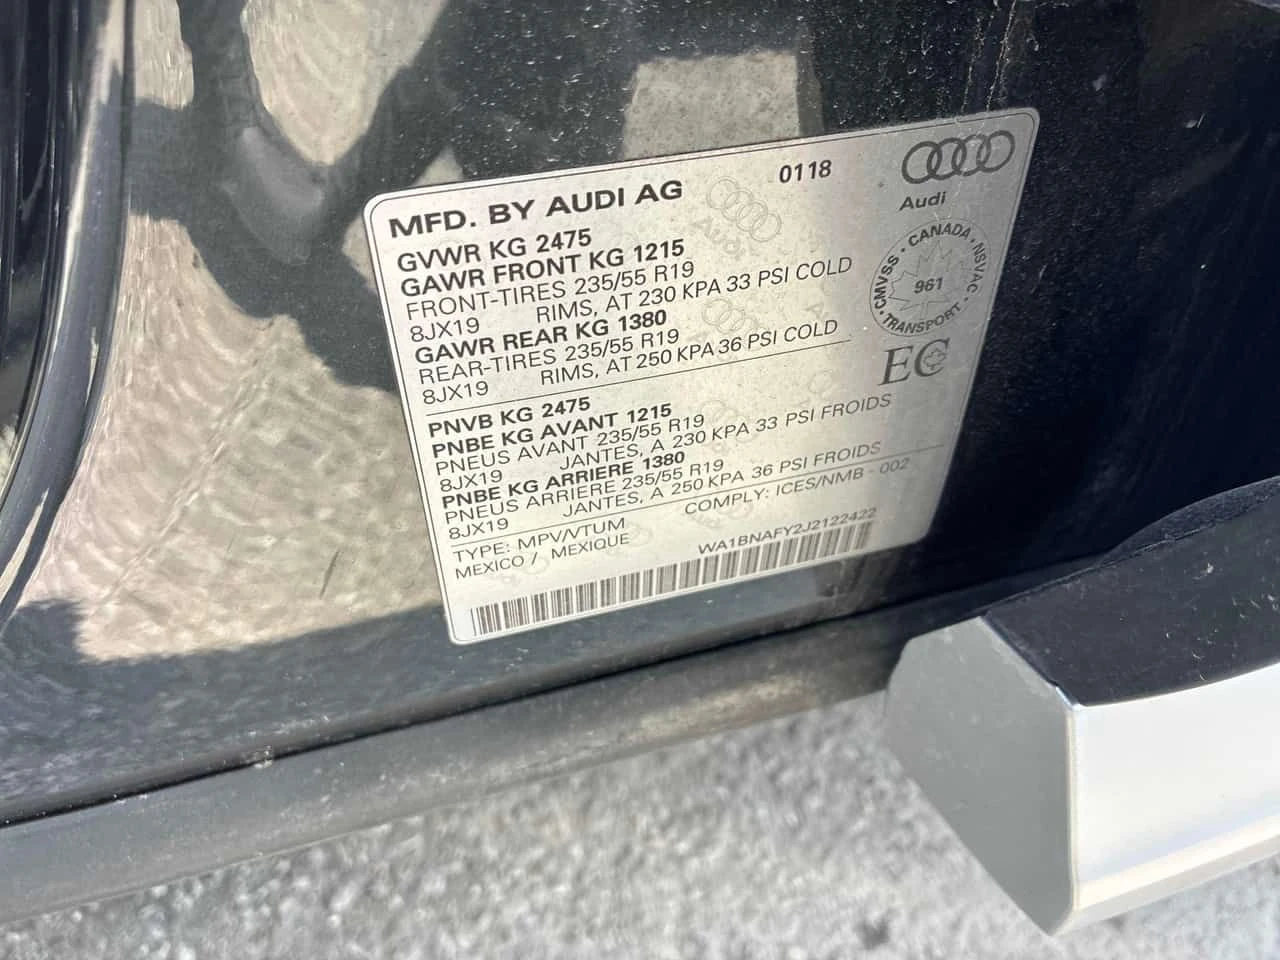 MFD. BY AUDI AG 0118
Audi
GVWR KG 2475
GAWR FRONT KG 1215
FRONT-TIRES 235/55 R19
8JX19 RIMS, AT 230 KPA 33 PSI COLD
GAWR REAR KG 1380
REAR-TIRES 235/55 R19
8JX19 RIMS, AT 250 KPA 36 PSI COLD
CMVSS · CANADA · NSVAC · TRANSPORT ·
961
EC
PNVB KG 2475
PNBE KG AVANT 1215
PNEUS AVANT 235/55 R19
8JX19 JANTES, A 230 KPA 33 PSI FROIDS
PNBE KG ARRIERE 1380
PNEUS ARRIERE 235/55 R19
8JX19 JANTES, A 250 KPA 36 PSI FROIDS
TYPE: MPV/VTUM COMPLY: ICES/NMB - 002
MEXICO / MEXIQUE WA1BNAFY2J2122422